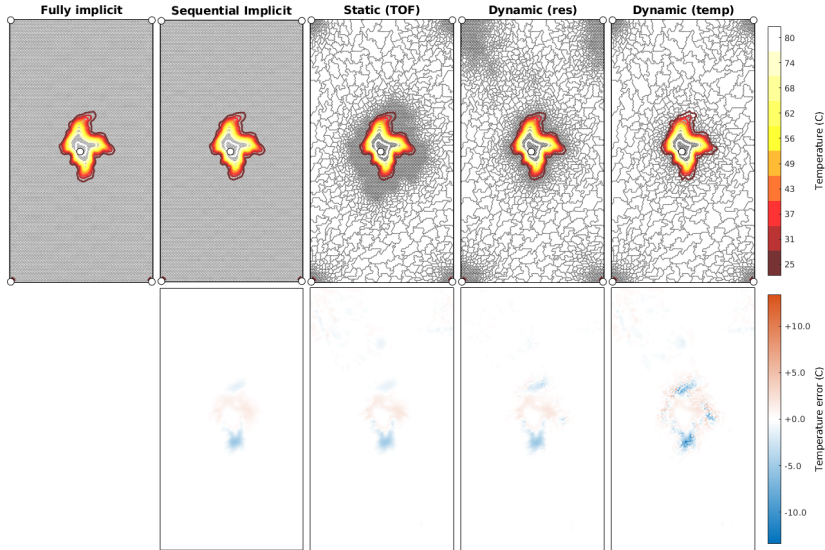 Fully implicit
Sequential Implicit
Static (TOF)
Dynamic (res)
Dynamic (temp)
80
74
68
62
56
49
43
37
31
25
Temperature (C)
+10.0
+5.0
+0.0
-5.0
-10.0
Temperature error (C)